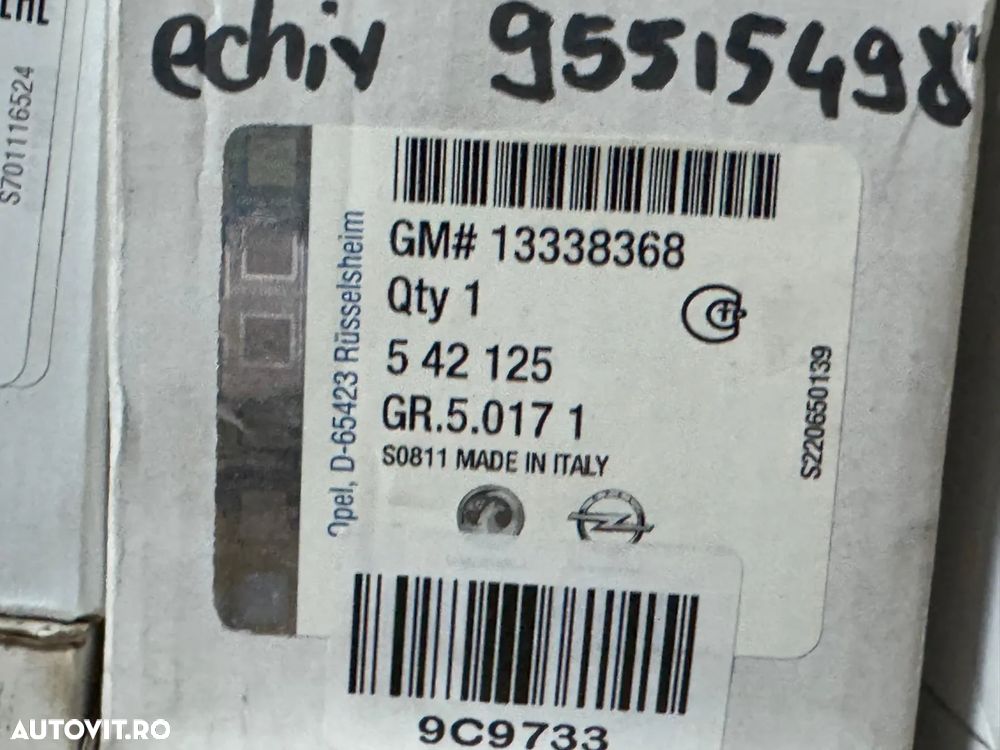 echiv 95515498
S701116524
GM# 13338368
Qty 1
5 42 125
GR.5.017 1
S0811 MADE IN ITALY
Opel, D-65423 Rüsselsheim
S220650139
9C9733
AUTOVIT.RO